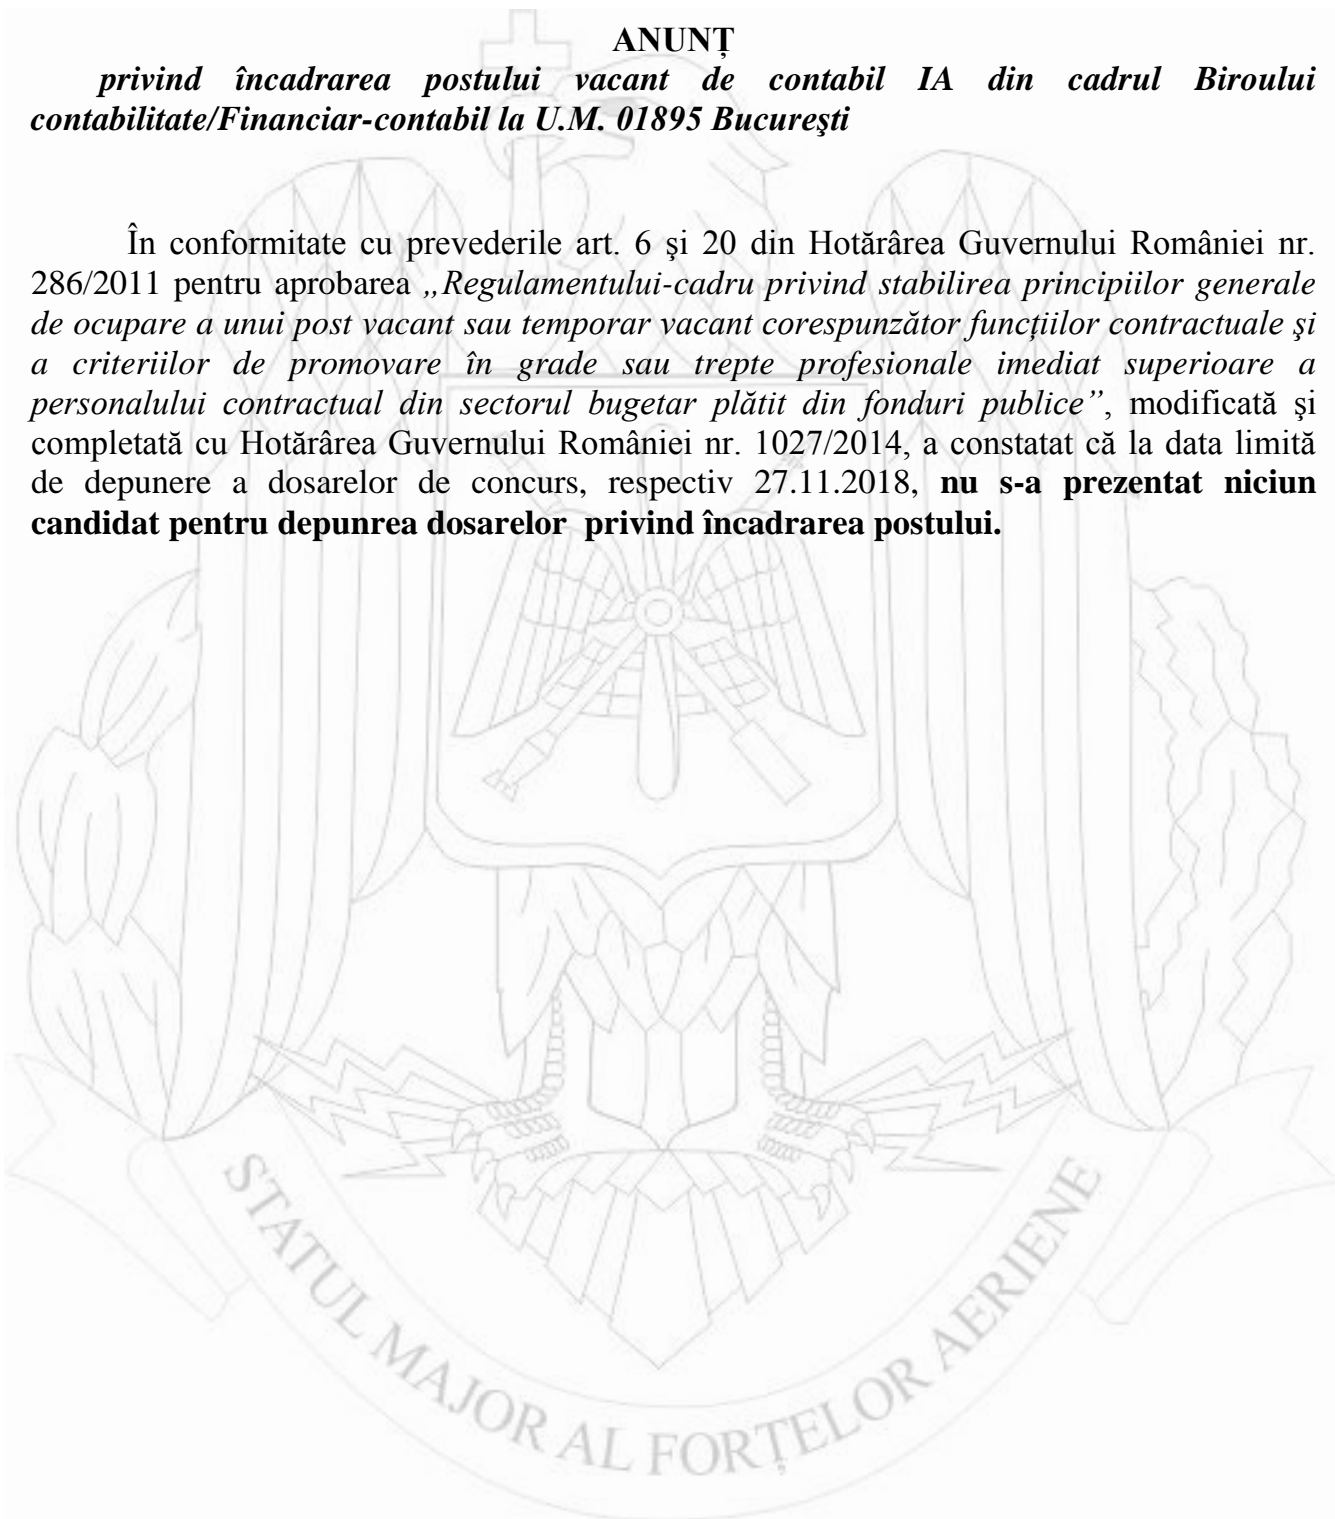 ANUNȚ
privind încadrarea postului vacant de contabil IA din cadrul Biroului
contabilitate/Financiar-contabil la U.M. 01895 Bucureşti
În conformitate cu prevederile art. 6 şi 20 din Hotărârea Guvernului României nr.
286/2011 pentru aprobarea „Regulamentului-cadru privind stabilirea principiilor generale
de ocupare a unui post vacant sau temporar vacant corespunzător funcțiilor contractuale şi
a criteriilor de promovare în grade sau trepte profesionale imediat superioare a
personalului contractual din sectorul bugetar plătit din fonduri publice”, modificată şi
completată cu Hotărârea Guvernului României nr. 1027/2014, a constatat că la data limită
de depunere a dosarelor de concurs, respectiv 27.11.2018, nu s-a prezentat niciun
candidat pentru depunrea dosarelor  privind încadrarea postului.
STATUL MAJOR AL FORȚELOR AERIENE